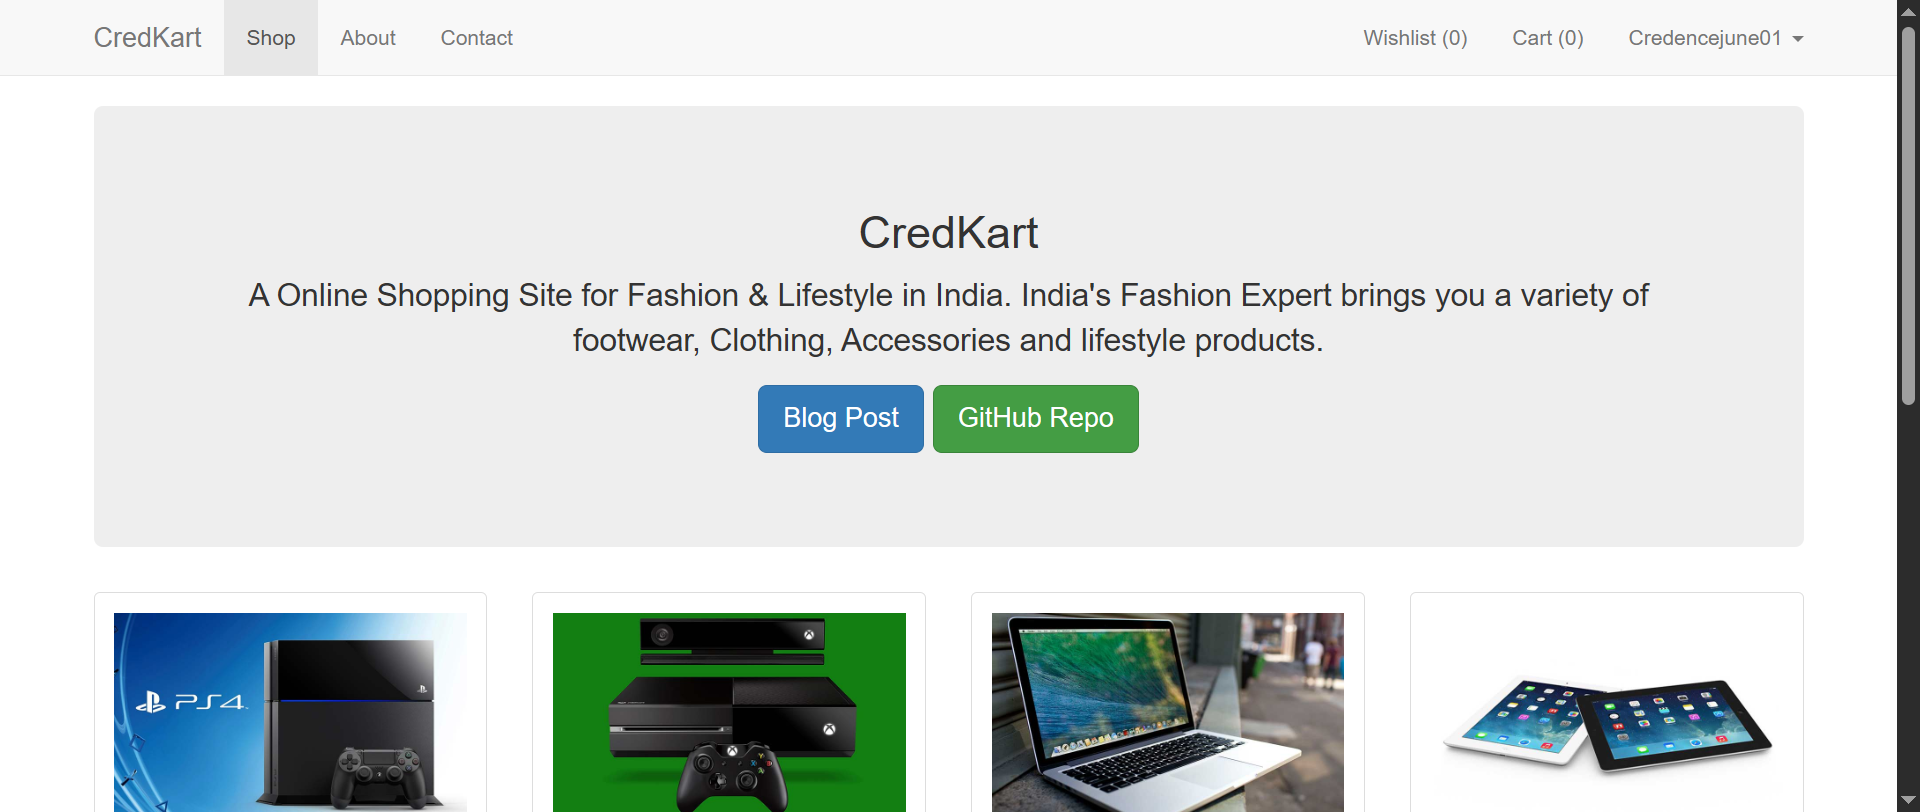 CredKart Shop About Contact Wishlist (0) Cart (0) Credencejune01
CredKart
A Online Shopping Site for Fashion & Lifestyle in India. India's Fashion Expert brings you a variety of
footwear, Clothing, Accessories and lifestyle products.
Blog Post GitHub Repo
PS4